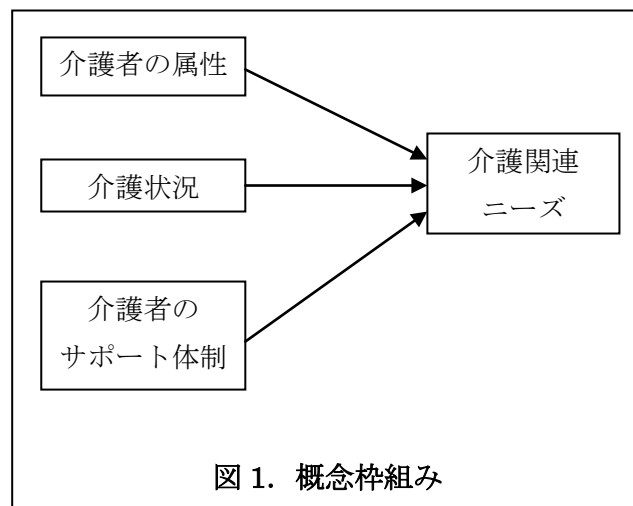 介護者の属性
介護状況
介護者の
サポート体制
介護関連
ニーズ
図1. 概念枠組み